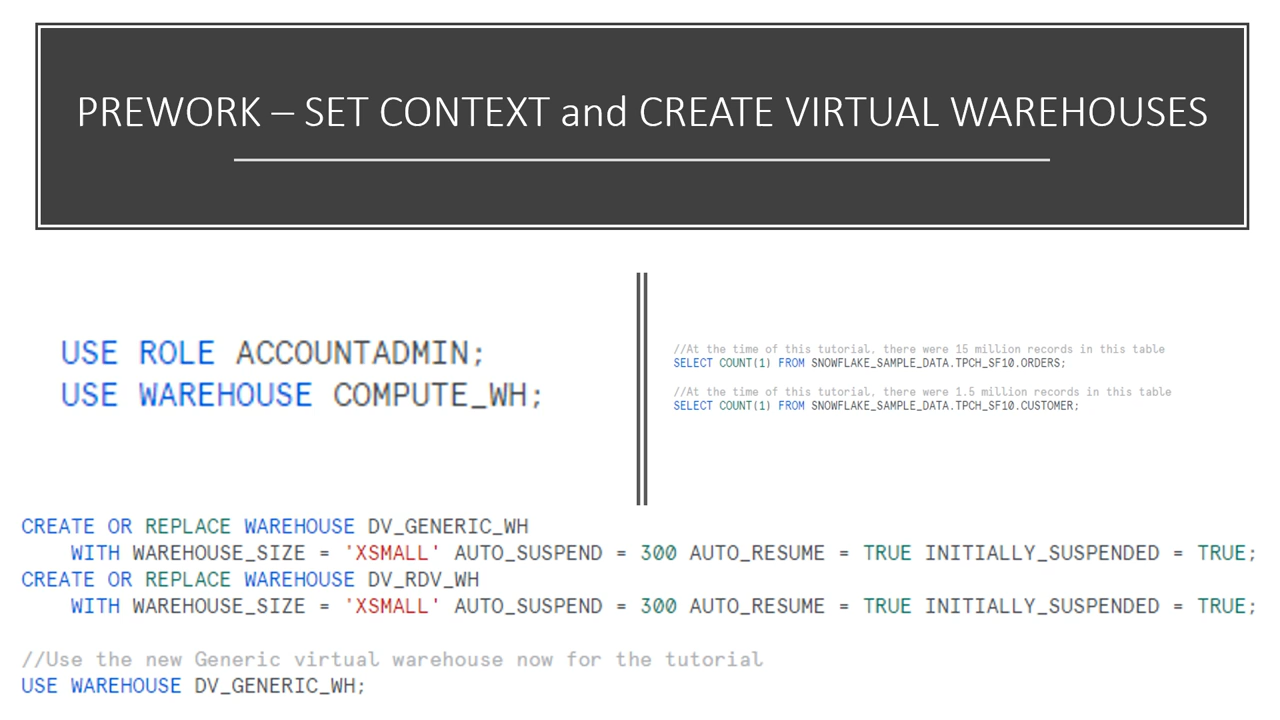 PREWORK – SET CONTEXT and CREATE VIRTUAL WAREHOUSES
USE ROLE ACCOUNTADMIN;
USE WAREHOUSE COMPUTE_WH;
//At the time of this tutorial, there were 15 million records in this table
SELECT COUNT(1) FROM SNOWFLAKE_SAMPLE_DATA.TPCH_SF10.ORDERS;
//At the time of this tutorial, there were 1.5 million records in this table
SELECT COUNT(1) FROM SNOWFLAKE_SAMPLE_DATA.TPCH_SF10.CUSTOMER;
CREATE OR REPLACE WAREHOUSE DV_GENERIC_WH
WITH WAREHOUSE_SIZE = 'XSMALL' AUTO_SUSPEND = 300 AUTO_RESUME = TRUE INITIALLY_SUSPENDED = TRUE;
CREATE OR REPLACE WAREHOUSE DV_RDV_WH
WITH WAREHOUSE_SIZE = 'XSMALL' AUTO_SUSPEND = 300 AUTO_RESUME = TRUE INITIALLY_SUSPENDED = TRUE;
//Use the new Generic virtual warehouse now for the tutorial
USE WAREHOUSE DV_GENERIC_WH;